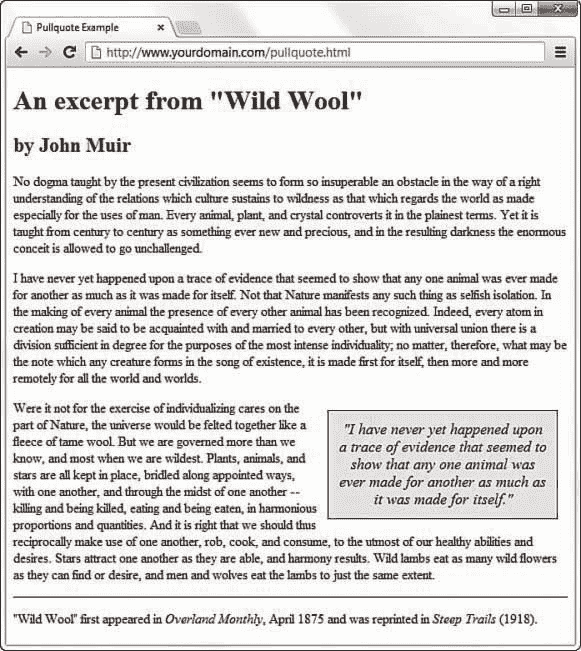 Pullquote Example
http://www.yourdomain.com/pullquote.html
An excerpt from "Wild Wool"
by John Muir
No dogma taught by the present civilization seems to form so insuperable an obstacle in the way of a right
understanding of the relations which culture sustains to wildness as that which regards the world as made
especially for the uses of man. Every animal, plant, and crystal controverts it in the plainest terms. Yet it is
taught from century to century as something ever new and precious, and in the resulting darkness the enormous
conceit is allowed to go unchallenged.
I have never yet happened upon a trace of evidence that seemed to show that any one animal was ever made
for another as much as it was made for itself. Not that Nature manifests any such thing as selfish isolation. In
the making of every animal the presence of every other animal has been recognized. Indeed, every atom in
creation may be said to be acquainted with and married to every other, but with universal union there is a
division sufficient in degree for the purposes of the most intense individuality; no matter, therefore, what may be
the note which any creature forms in the song of existence, it is made first for itself, then more and more
remotely for all the world and worlds.
Were it not for the exercise of individualizing cares on the
part of Nature, the universe would be felted together like a
fleece of tame wool. But we are governed more than we
know, and most when we are wildest. Plants, animals, and
stars are all kept in place, bridled along appointed ways,
with one another, and through the midst of one another --
killing and being killed, eating and being eaten, in harmonious
proportions and quantities. And it is right that we should thus
reciprocally make use of one another, rob, cook, and consume, to the utmost of our healthy abilities and
desires. Stars attract one another as they are able, and harmony results. Wild lambs eat as many wild flowers
as they can find or desire, and men and wolves eat the lambs to just the same extent.
"I have never yet happened upon
a trace of evidence that seemed to
show that any one animal was
ever made for another as much as
it was made for itself."
"Wild Wool" first appeared in Overland Monthly, April 1875 and was reprinted in Steep Trails (1918).